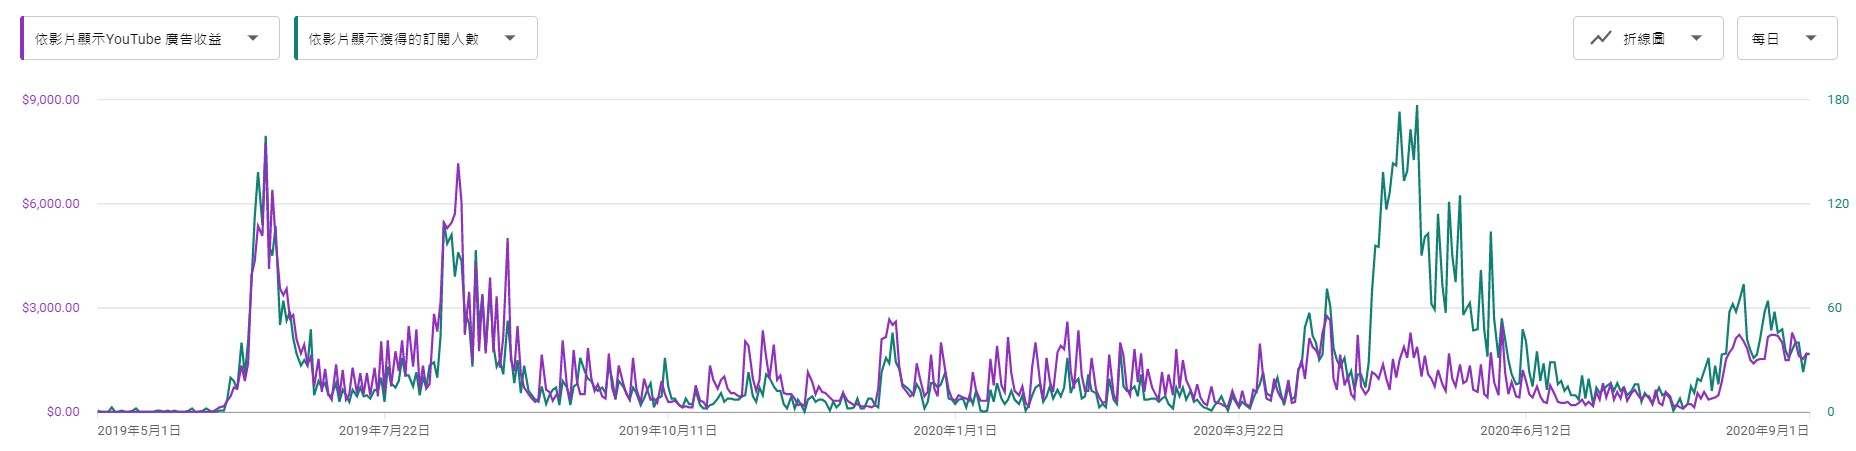 依影片顯示YouTube 廣告收益
依影片顯示獲得的訂閱人數
折線圖
每日
$9,000.00
180
$6,000.00
120
$3,000.00
60
$0.00
0
2019年5月1日
2019年7月22日
2019年10月11日
2020年1月1日
2020年3月22日
2020年6月12日
2020年9月1日